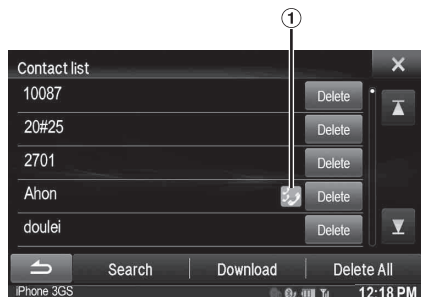 ①
Contact list
10087 Delete
20#25 Delete
2701 Delete
Ahon Delete
doulei Delete
Search Download Delete All
iPhone 3GS 12:18 PM